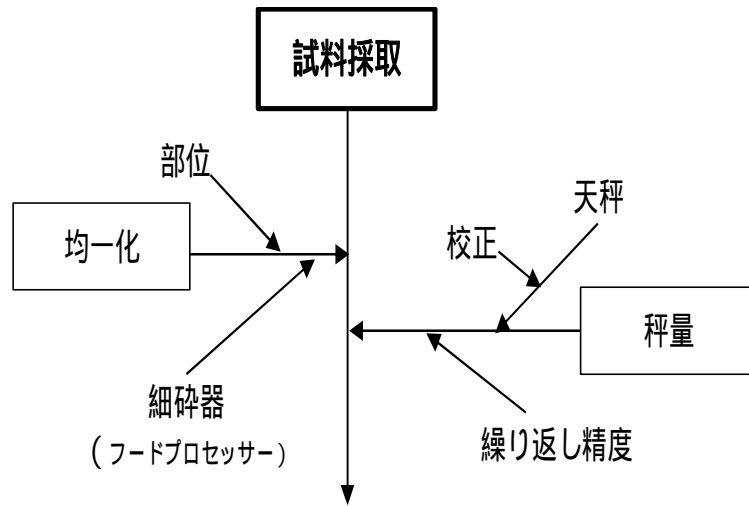 試料採取
部位
天秤
校正
均一化
秤量
細砕器
(フードプロセッサー)
繰り返し精度